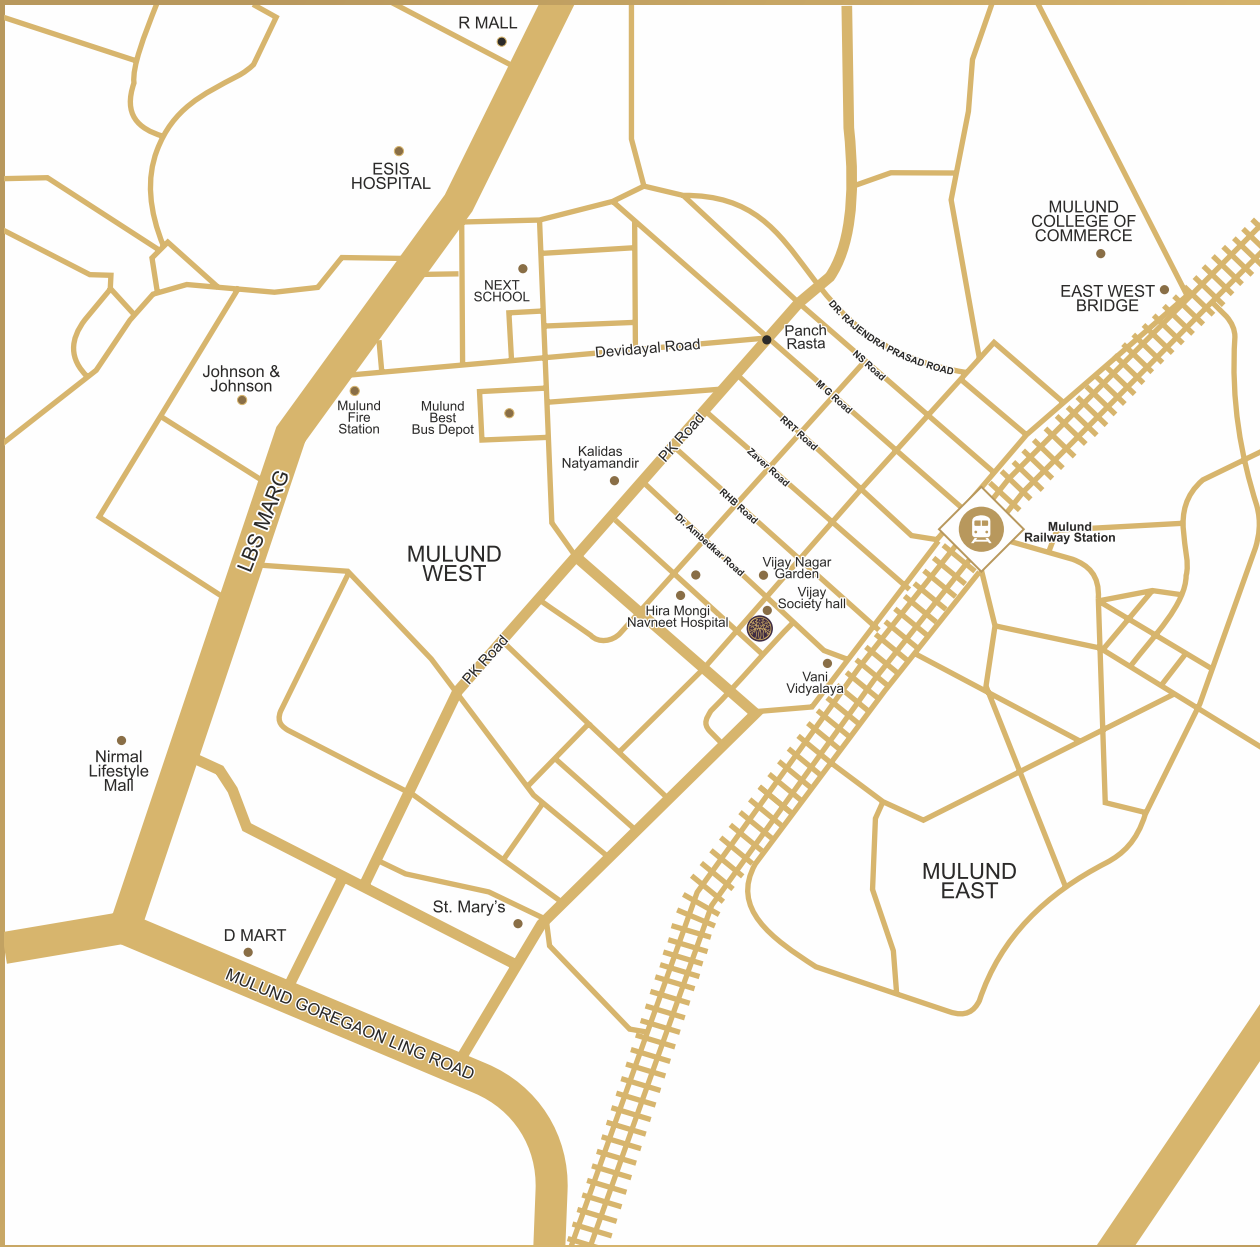 R MALL
ESIS
HOSPITAL
MULUND
COLLEGE OF
COMMERCE
EAST WEST
BRIDGE
NEXT
SCHOOL
DR. RAJENDRA PRASAD ROAD
Panch
Rasta
Devidayal Road
NS Road
M G Road
Johnson &
Johnson
Mulund
Fire
Station
Mulund
Best
Bus Depot
PK Road
RRT Road
Kalidas
Natyamandir
Zaver Road
LBS MARG
RHB Road
Mulund
Railway Station
Dr. Ambedkar Road
MULUND
WEST
Vijay Nagar
Garden
Vijay
Society hall
Hira Mongi
Navneet Hospital
PK Road
Vani
Vidyalaya
Nirmal
Lifestyle
Mall
MULUND
EAST
St. Mary's
D MART
MULUND GOREGAON LING ROAD